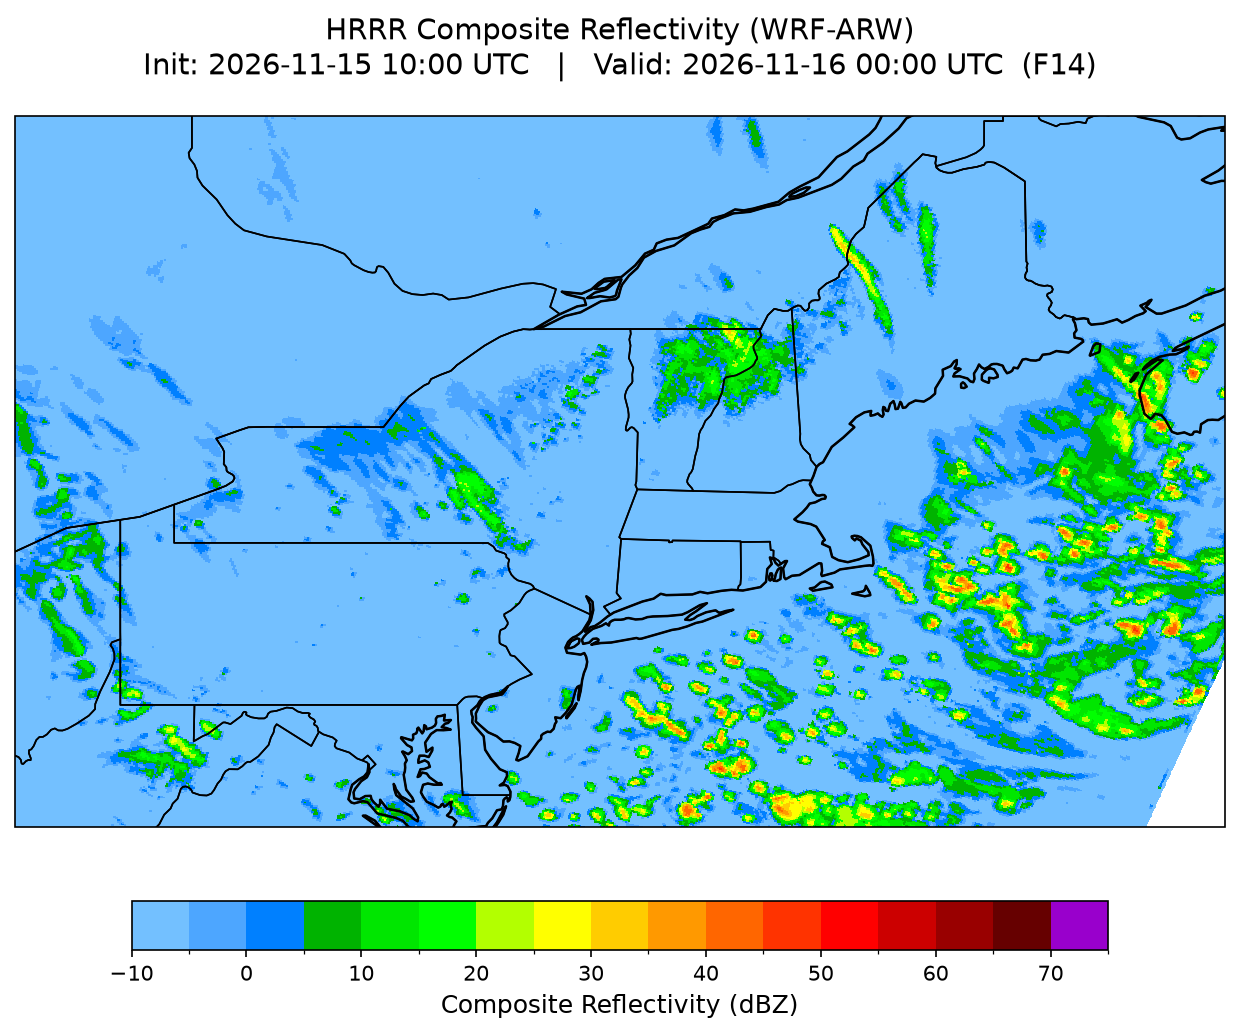 HRRR Composite Reflectivity (WRF-ARW)
Init: 2026-11-15 10:00 UTC   |   Valid: 2026-11-16 00:00 UTC  (F14)
−10 0 10 20 30 40 50 60 70
Composite Reflectivity (dBZ)